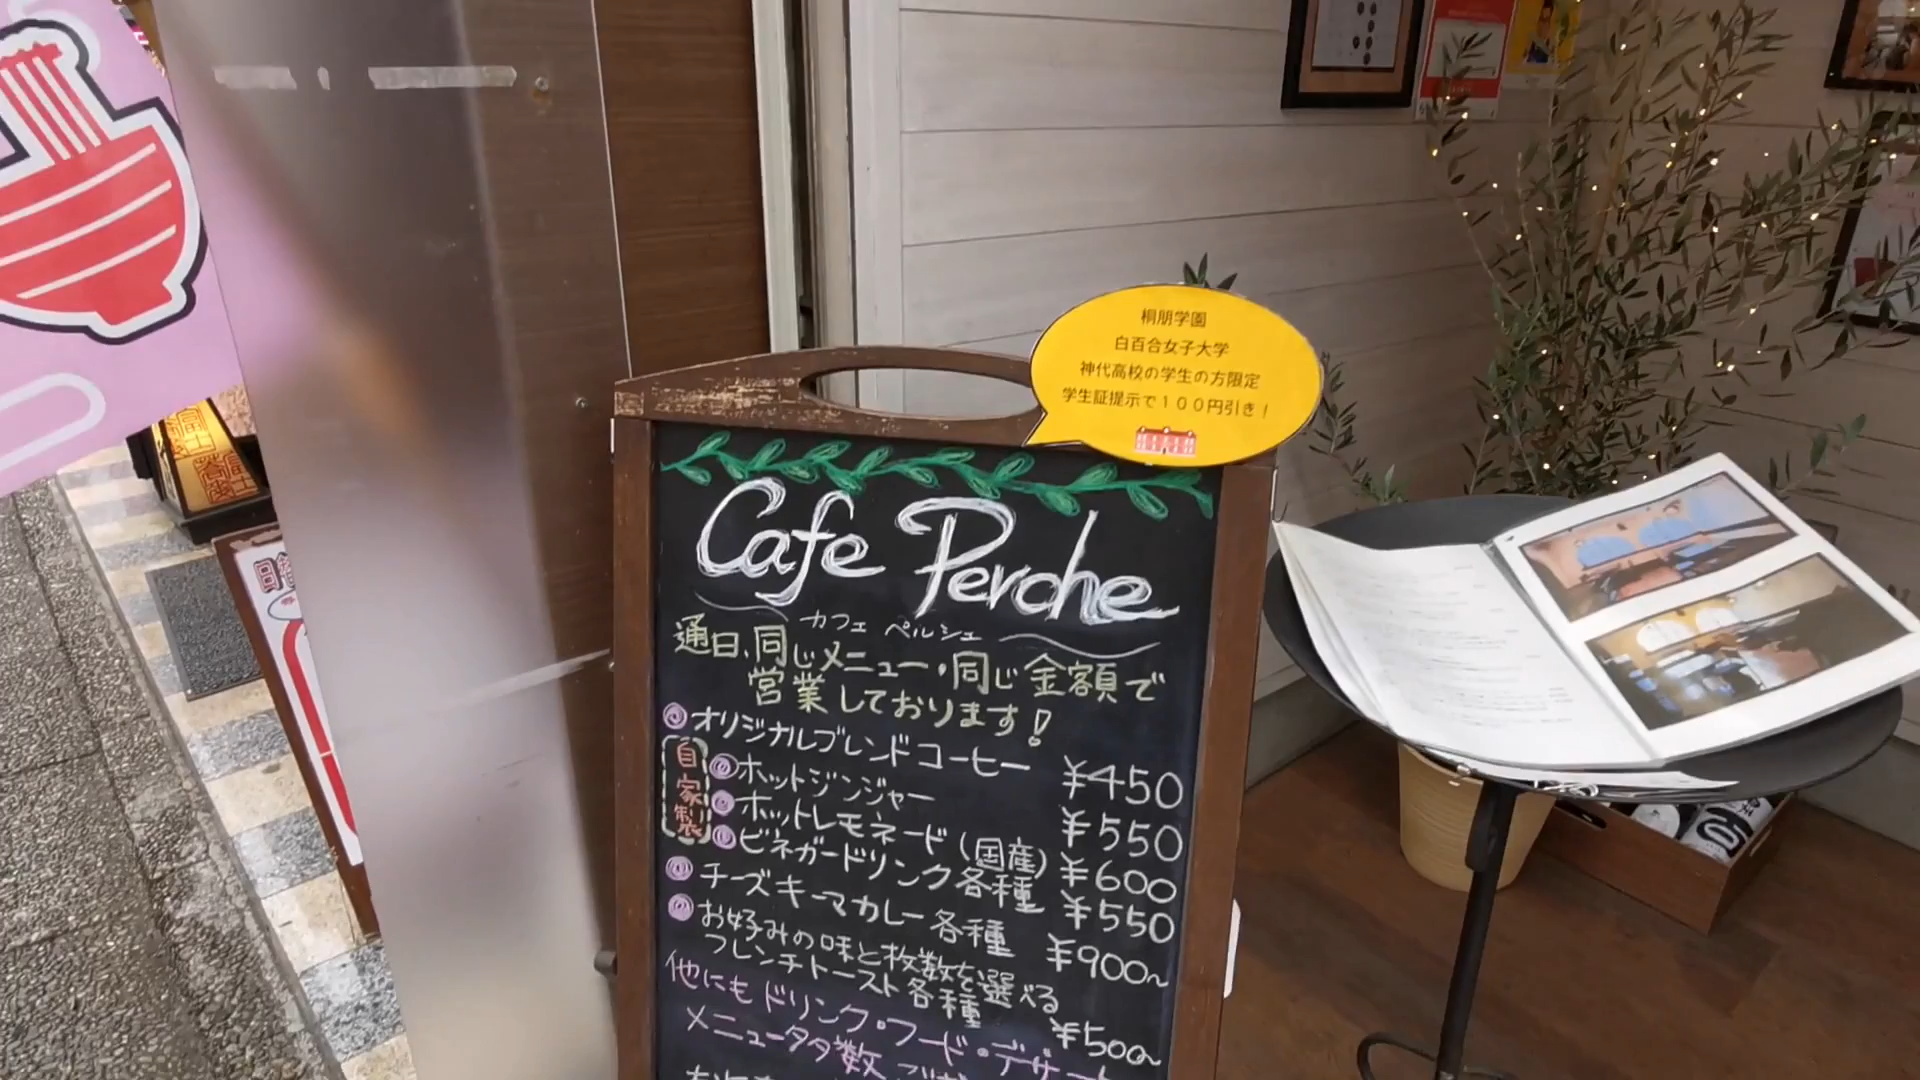 桐朋学園
白百合女子大学
神代高校の学生の方限定
学生証提示で１００円引き！
Cafe Perche
カフェ ペルシェ
通日、同じメニュー・同じ金額で
営業しております！
オリジナルブレンドコーヒー ¥450
自家製
ホットジンジャー ¥550
ホットレモネード(国産) ¥600
ビネガードリンク各種 ¥550
チーズキーマカレー各種 ¥900~
お好みの味と枚数を選べる
フレンチトースト各種 ¥500~
他にもドリンク・フード・デザート
メニュー多数